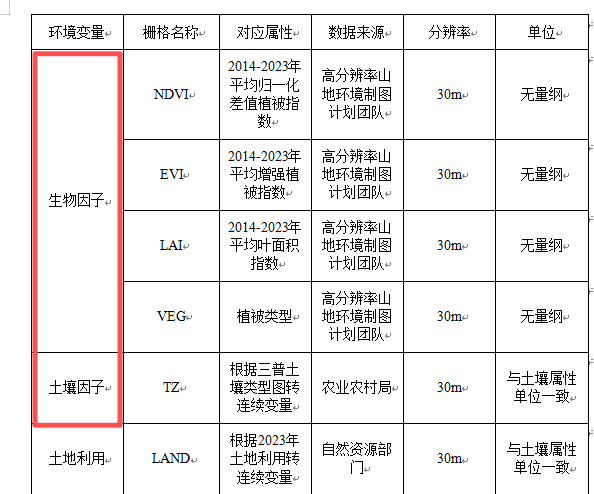 环境变量 栅格名称 对应属性 数据来源 分辨率 单位
生物因子
NDVI
2014-2023年
平均归一化
差值植被指
数
高分辨率山
地环境制图
计划团队
30m
无量纲
EVI
2014-2023年
平均增强植
被指数
高分辨率山
地环境制图
计划团队
30m
无量纲
LAI
2014-2023年
平均叶面积
指数
高分辨率山
地环境制图
计划团队
30m
无量纲
VEG
植被类型
高分辨率山
地环境制图
计划团队
30m
无量纲
土壤因子
TZ
根据三普土
壤类型图转
连续变量
农业农村局
30m
与土壤属性
单位一致
土地利用
LAND
根据2023年
土地利用转
连续变量
自然资源部
门
30m
与土壤属性
单位一致